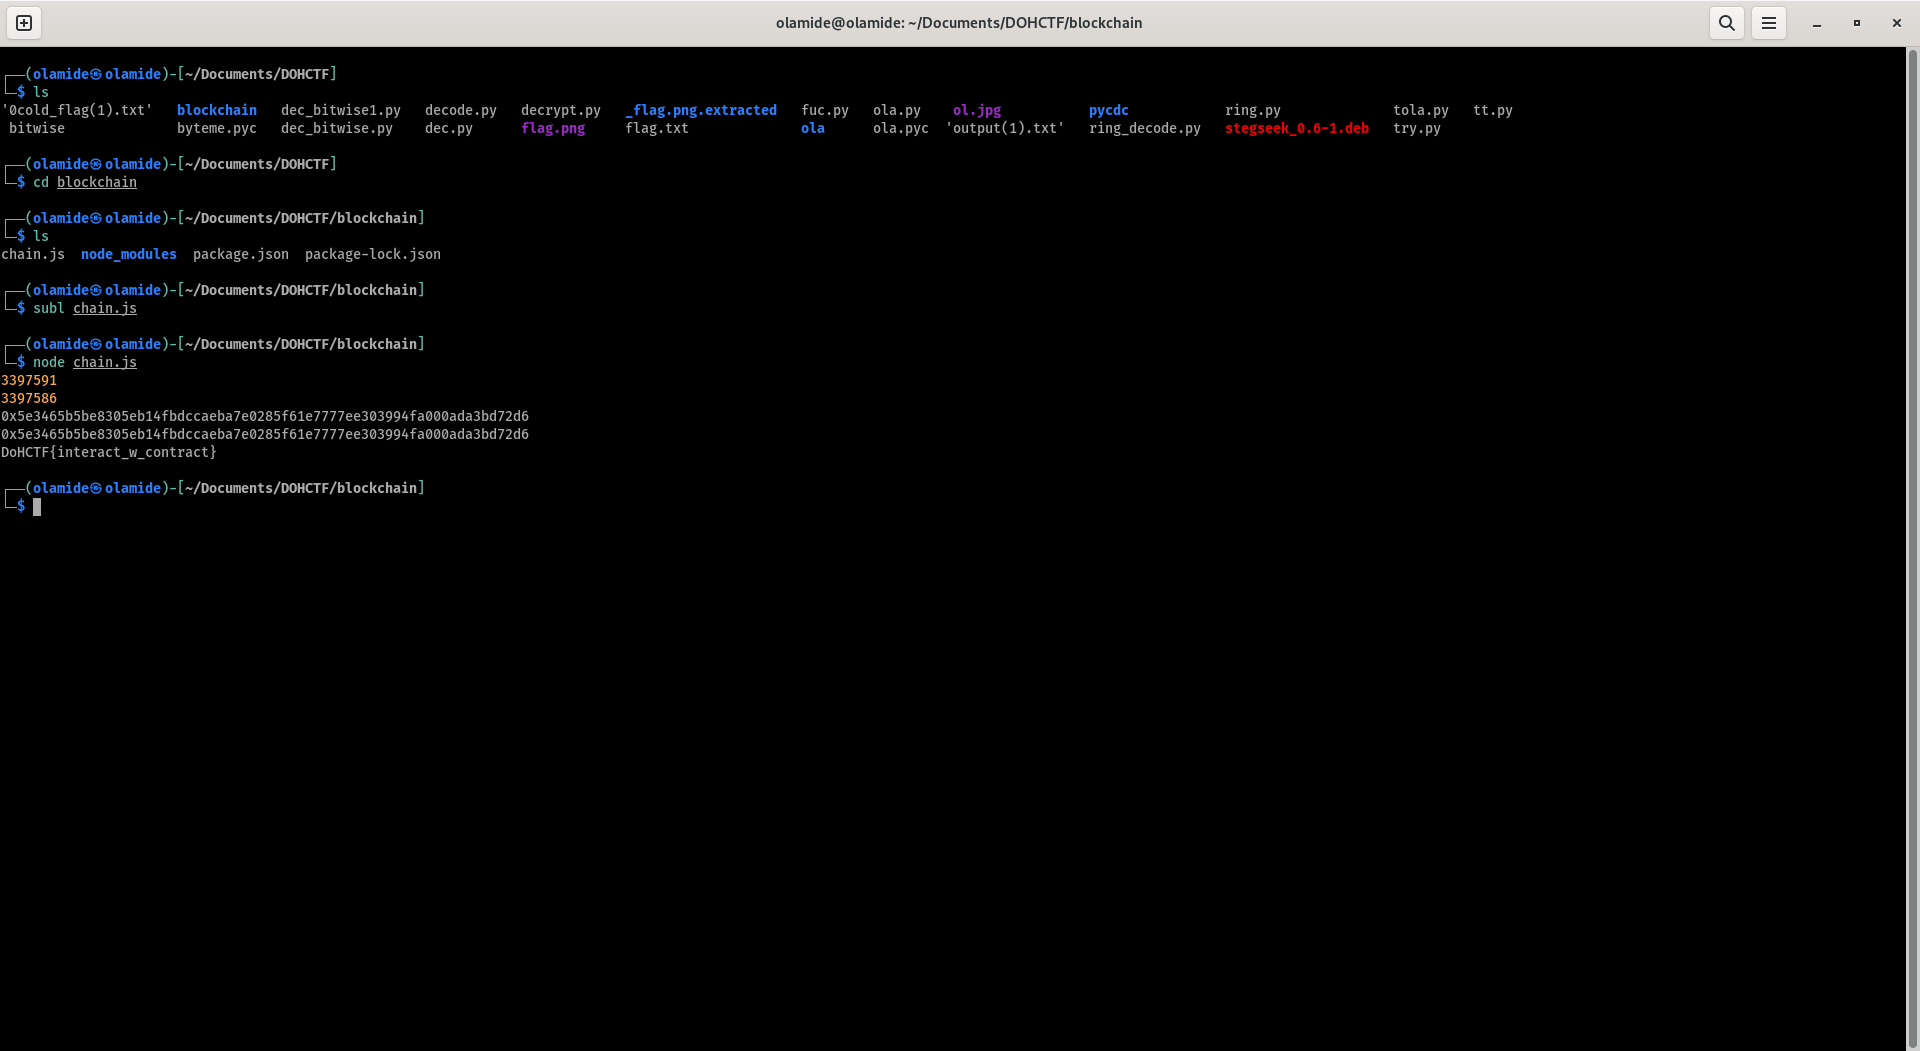 olamide@olamide: ~/Documents/DOHCTF/blockchain
┌──(olamide㉿olamide)-[~/Documents/DOHCTF]
└─$ ls
'0cold_flag(1).txt' blockchain dec_bitwise1.py decode.py decrypt.py _flag.png.extracted fuc.py ola.py ol.jpg pycdc ring.py tola.py tt.py
bitwise byteme.pyc dec_bitwise.py dec.py flag.png flag.txt ola ola.pyc 'output(1).txt' ring_decode.py stegseek_0.6-1.deb try.py
┌──(olamide㉿olamide)-[~/Documents/DOHCTF]
└─$ cd blockchain
┌──(olamide㉿olamide)-[~/Documents/DOHCTF/blockchain]
└─$ ls
chain.js node_modules package.json package-lock.json
┌──(olamide㉿olamide)-[~/Documents/DOHCTF/blockchain]
└─$ subl chain.js
┌──(olamide㉿olamide)-[~/Documents/DOHCTF/blockchain]
└─$ node chain.js
3397591
3397586
0x5e3465b5be8305eb14fbdccaeba7e0285f61e7777ee303994fa000ada3bd72d6
0x5e3465b5be8305eb14fbdccaeba7e0285f61e7777ee303994fa000ada3bd72d6
DoHCTF{interact_w_contract}
┌──(olamide㉿olamide)-[~/Documents/DOHCTF/blockchain]
└─$